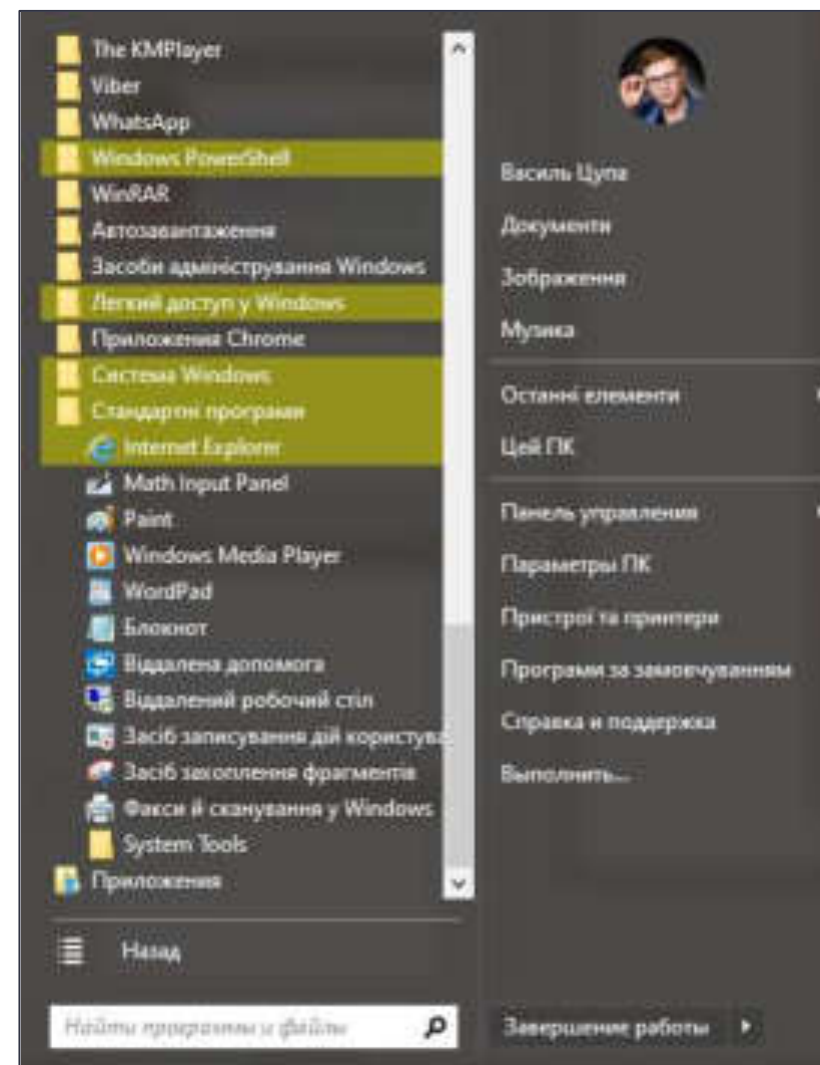 The KMPlayer
Viber
WhatsApp
Windows PowerShell
WinRAR
Автозавантаження
Засоби адміністрування Windows
Легкий доступ у Windows
Приложения Chrome
Система Windows
Стандартні програми
Internet Explorer
Math Input Panel
Paint
Windows Media Player
WordPad
Блокнот
Віддалена допомога
Віддалений робочий стіл
Засіб записування дій користува
Засіб захоплення фрагментів
Факси й сканування у Windows
System Tools
Приложения
Назад
Найти программы и файлы
Василь Цупа
Документи
Зображення
Музика
Останні елементи
Цей ПК
Панель управления
Параметры ПК
Пристрої та принтери
Програми за замовчуванням
Справка и поддержка
Выполнить...
Завершение работы